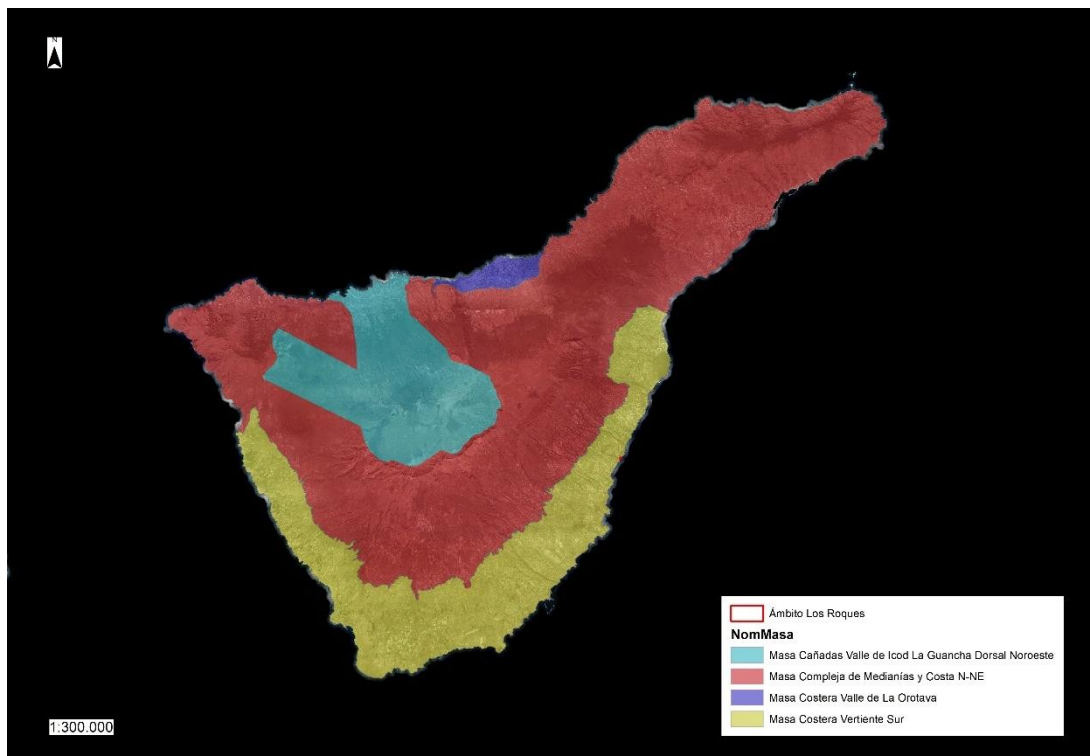 N
Ámbito Los Roques
NomMasa
Masa Cañadas Valle de Icod La Guancha Dorsal Noroeste
Masa Compleja de Medianías y Costa N-NE
Masa Costera Valle de La Orotava
Masa Costera Vertiente Sur
1:300.000